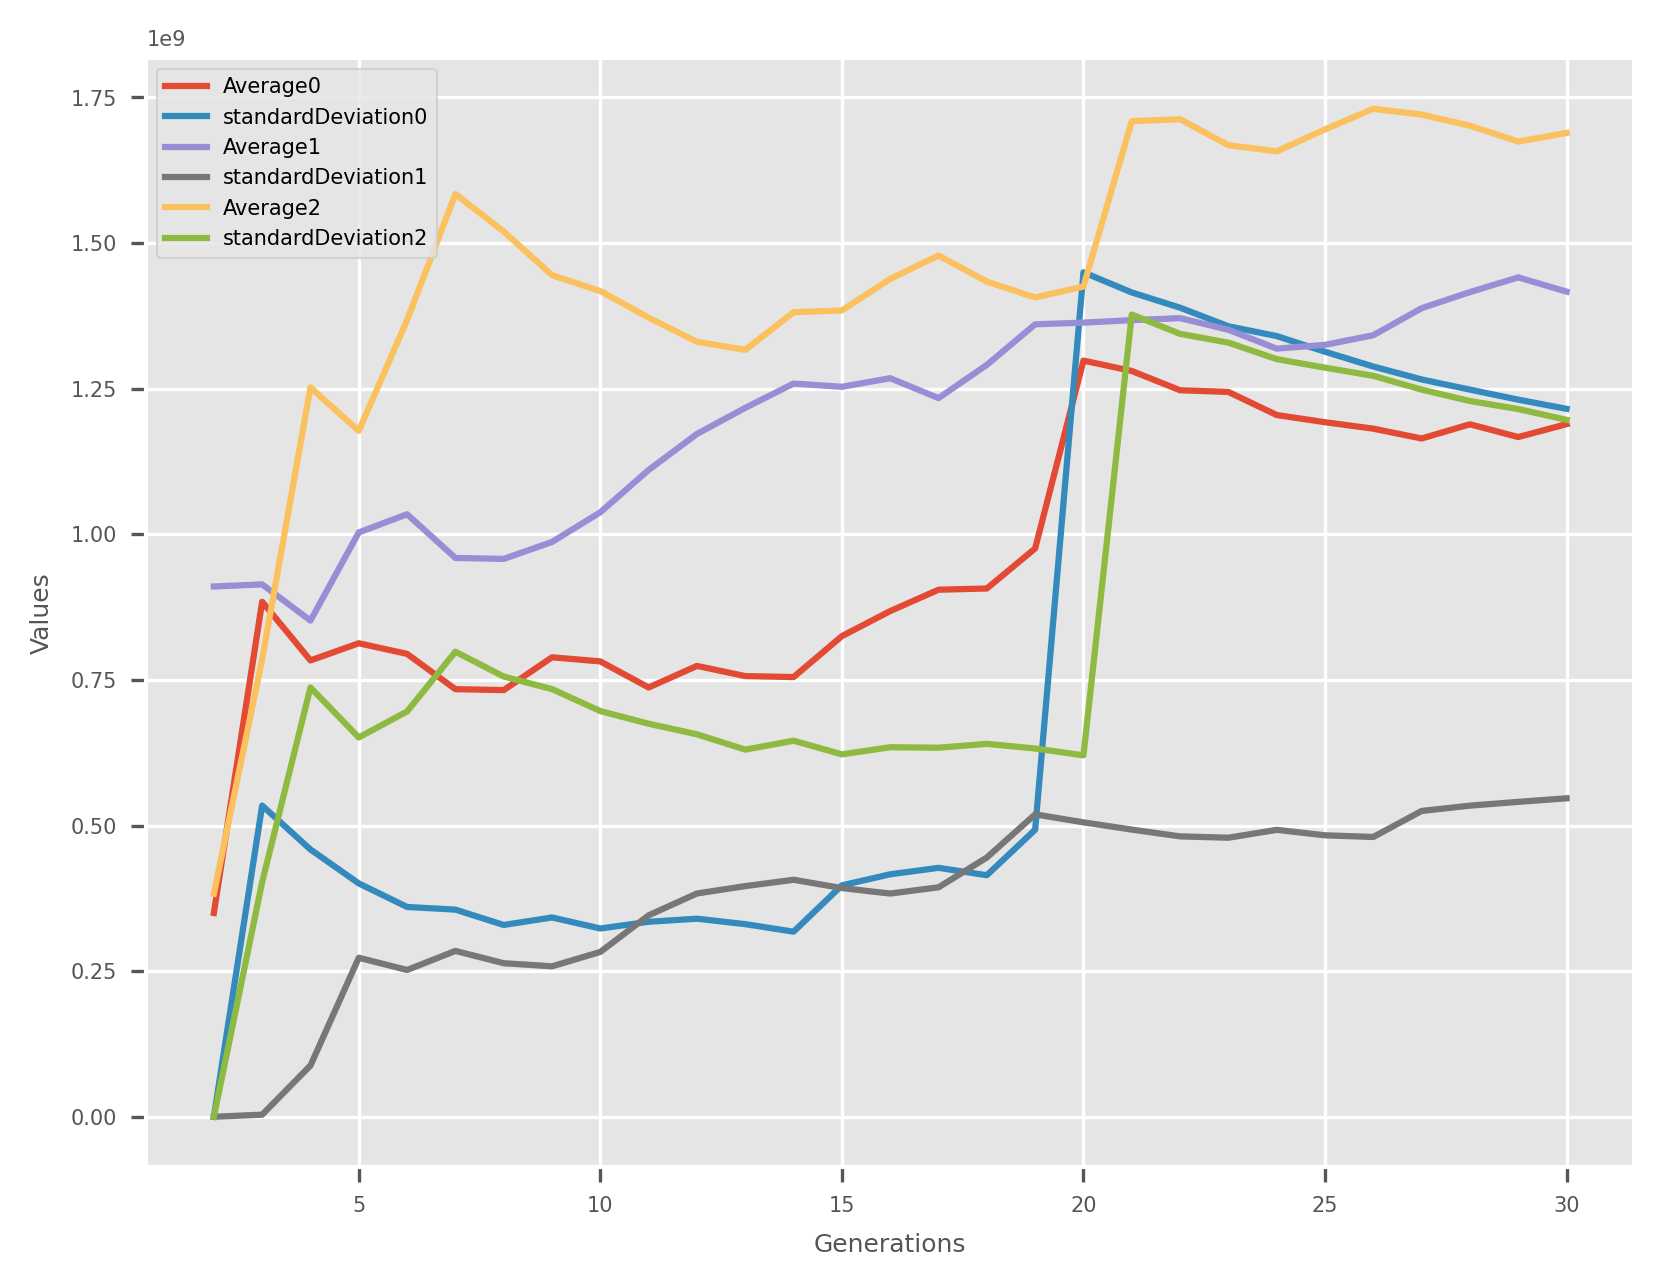 1e9
1.75
1.50
1.25
1.00
0.75
0.50
0.25
0.00
Values
Average0
standardDeviation0
Average1
standardDeviation1
Average2
standardDeviation2
5 10 15 20 25 30
Generations